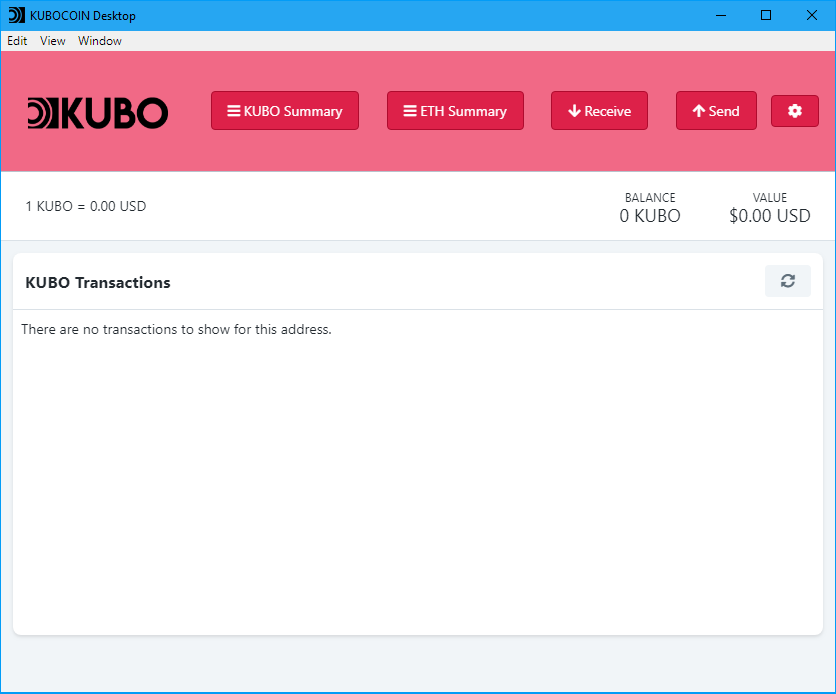 KUBOCOIN Desktop
Edit View Window
KUBO
KUBO Summary
ETH Summary
Receive
Send
1 KUBO = 0.00 USD
BALANCE
0 KUBO
VALUE
$0.00 USD
KUBO Transactions
There are no transactions to show for this address.